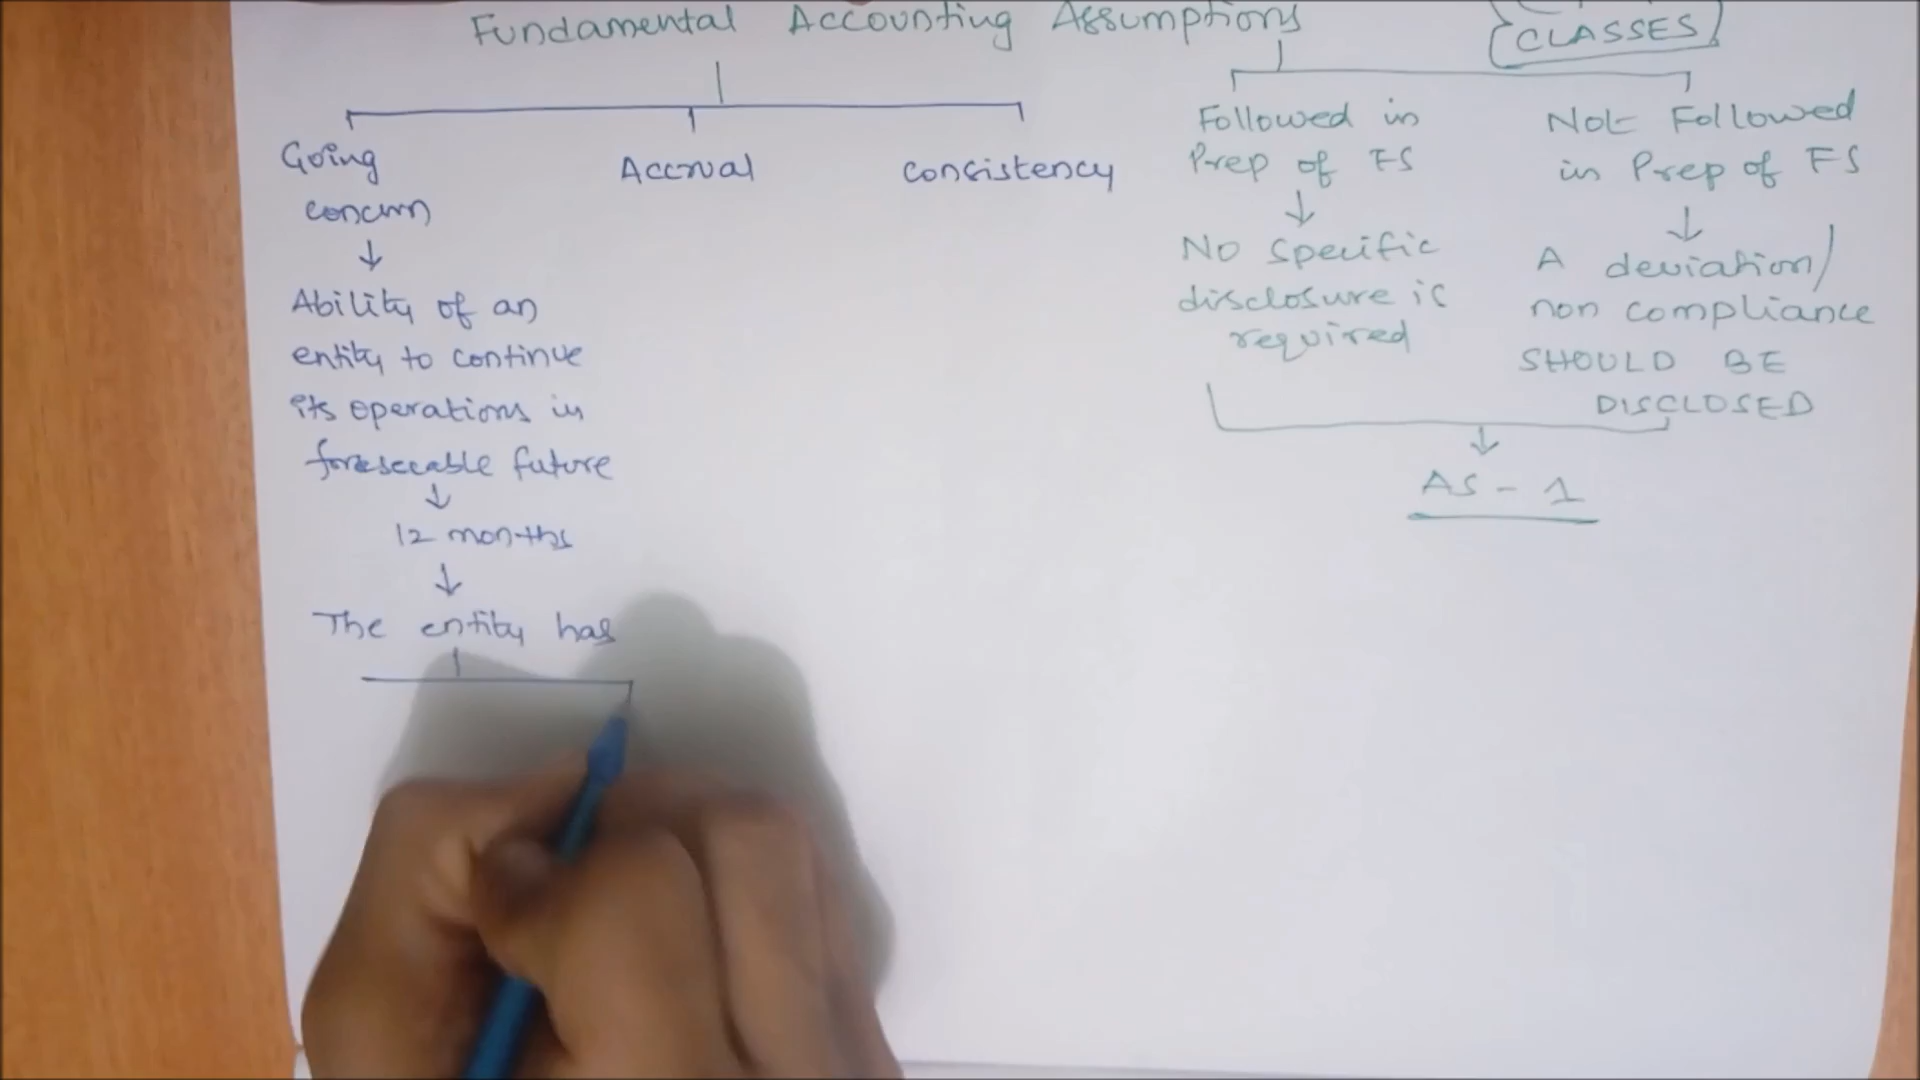 Fundamental Accounting Assumptions
CLASSES
Going
concern
Accrual
Consistency
↓
Ability of an
entity to continue
its operations in
foreseeable future
↓
12 months
↓
The entity has
Followed in
Prep of FS
↓
No specific
disclosure is
required
Not Followed
in Prep of FS
↓
A deviation/
non compliance
SHOULD BE
DISCLOSED
↓
AS - 1